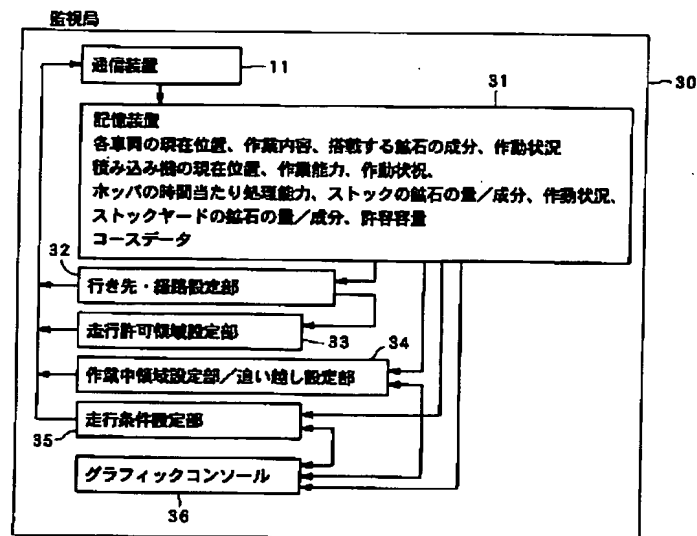 監視局
通信装置
11
30
31
記憶装置
各車両の現在位置、作業内容、搭載する鉱石の成分、作動状況
積み込み機の現在位置、作業能力、作動状況、
ホッパの時間当たり処理能力、ストックの鉱石の量/成分、作動状況、
ストックヤードの鉱石の量/成分、許容容量
コースデータ
32
行き先・経路設定部
走行許可領域設定部
33
34
作業中領域設定部/追い越し設定部
走行条件設定部
35
グラフィックコンソール
36